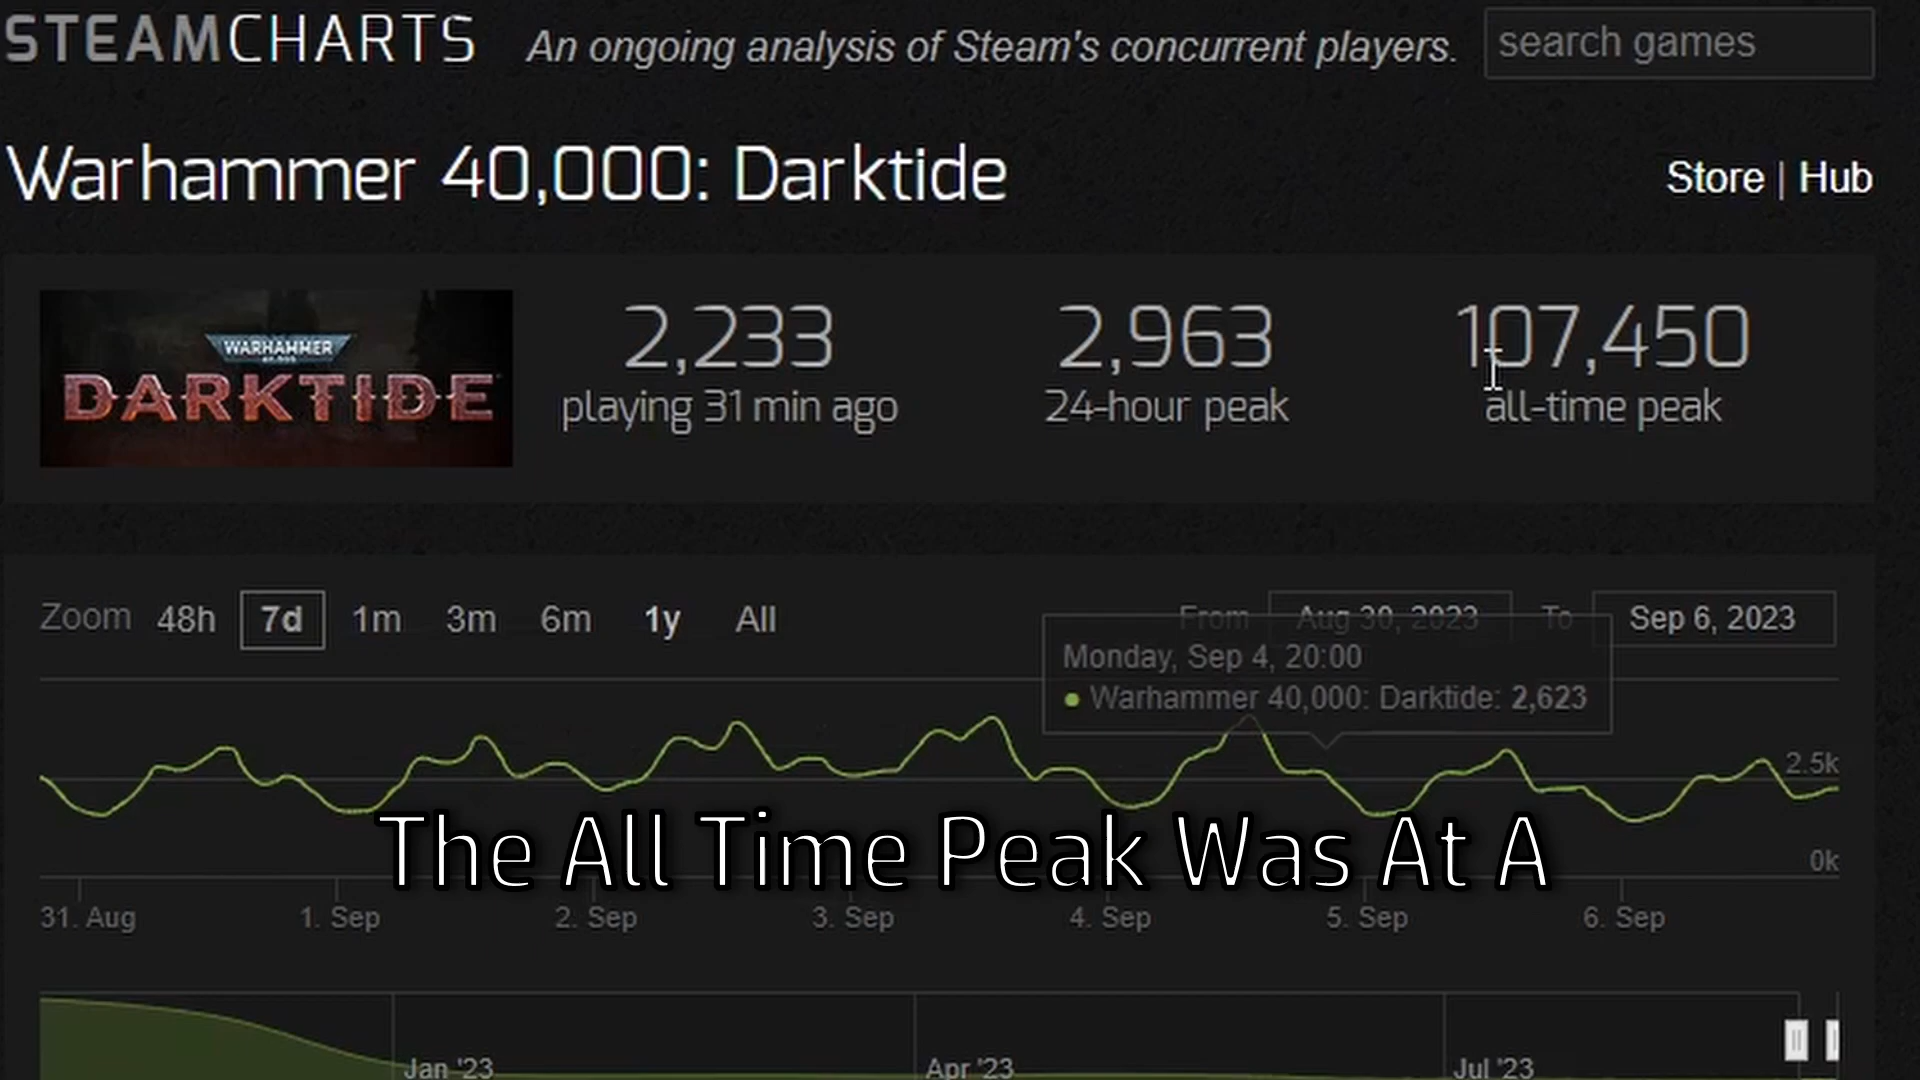 STEAMCHARTS An ongoing analysis of Steam's concurrent players. search games
Warhammer 40,000: Darktide Store | Hub
WARHAMMER
40,000
DARKTIDE
2,233 2,963 107,450
playing 31 min ago 24-hour peak all-time peak
Zoom 48h 7d 1m 3m 6m 1y All From Aug 30, 2023 To Sep 6, 2023
Monday, Sep 4, 20:00
Warhammer 40,000: Darktide: 2,623
2.5k
The All Time Peak Was At A
0k
31. Aug 1. Sep 2. Sep 3. Sep 4. Sep 5. Sep 6. Sep
Jan '23 Apr '23 Jul '23